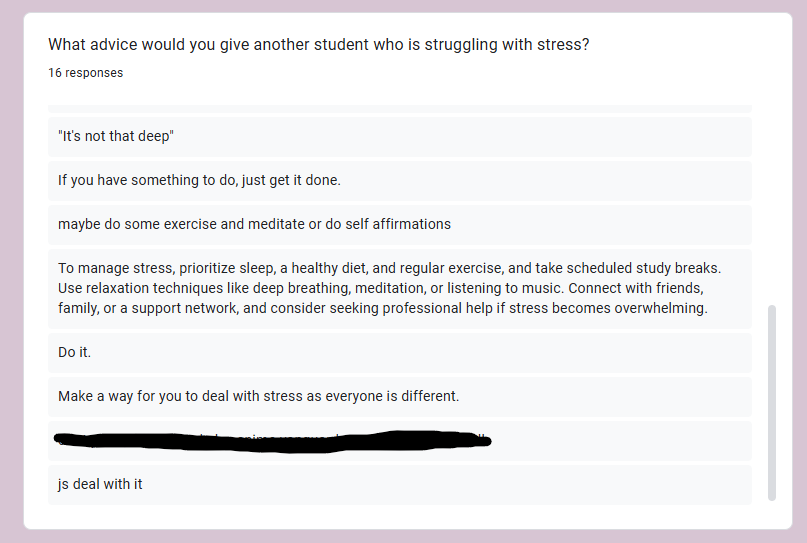 What advice would you give another student who is struggling with stress?
16 responses
"It's not that deep"
If you have something to do, just get it done.
maybe do some exercise and meditate or do self affirmations
To manage stress, prioritize sleep, a healthy diet, and regular exercise, and take scheduled study breaks.
Use relaxation techniques like deep breathing, meditation, or listening to music. Connect with friends,
family, or a support network, and consider seeking professional help if stress becomes overwhelming.
Do it.
Make a way for you to deal with stress as everyone is different.
js deal with it